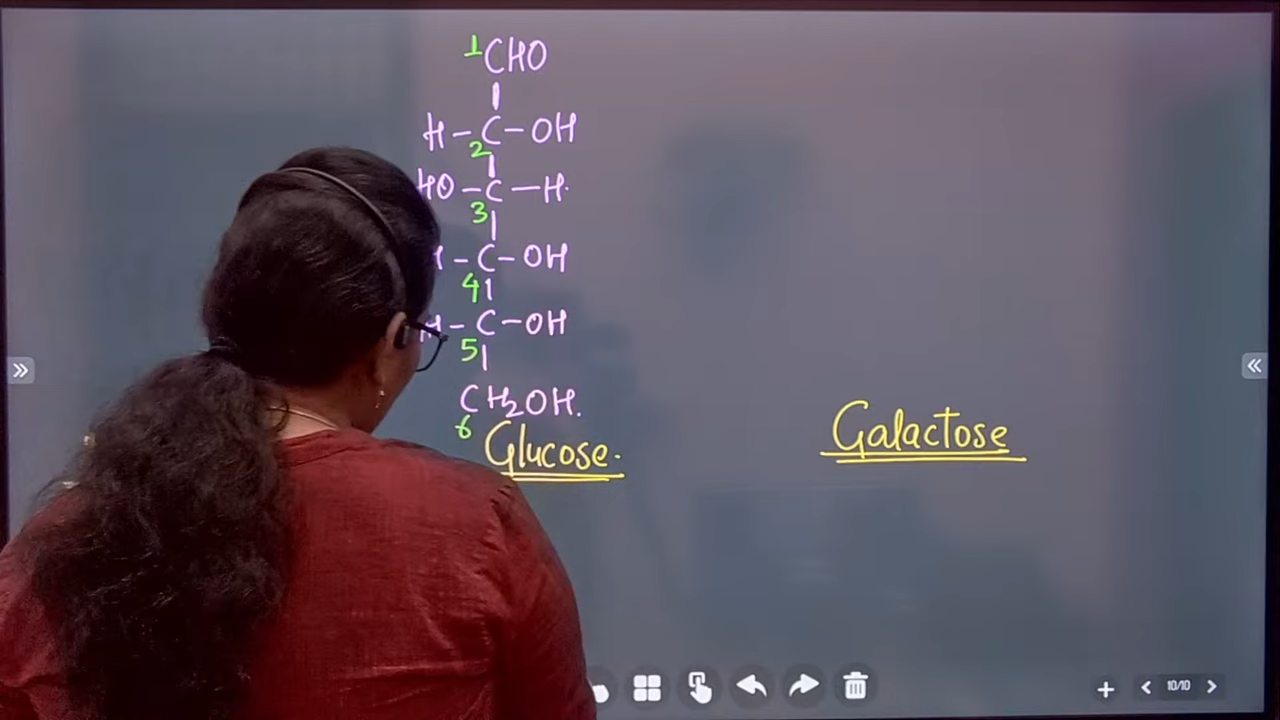 1CHO
H-C-OH
2
HO-C-H.
3
H-C-OH
4
H-C-OH
5
CH2OH.
6
Glucose.
Galactose
10/10